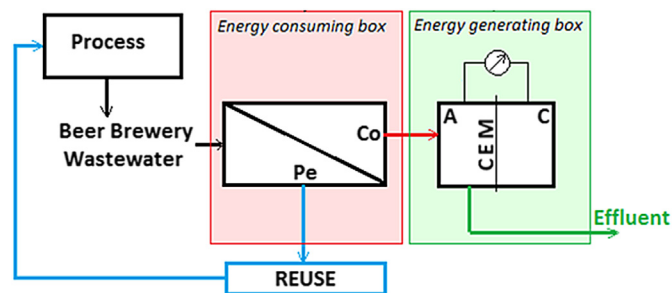 Process
Energy consuming box
Energy generating box
Beer Brewery
Wastewater
Co
Pe
A
CEM
C
Effluent
REUSE